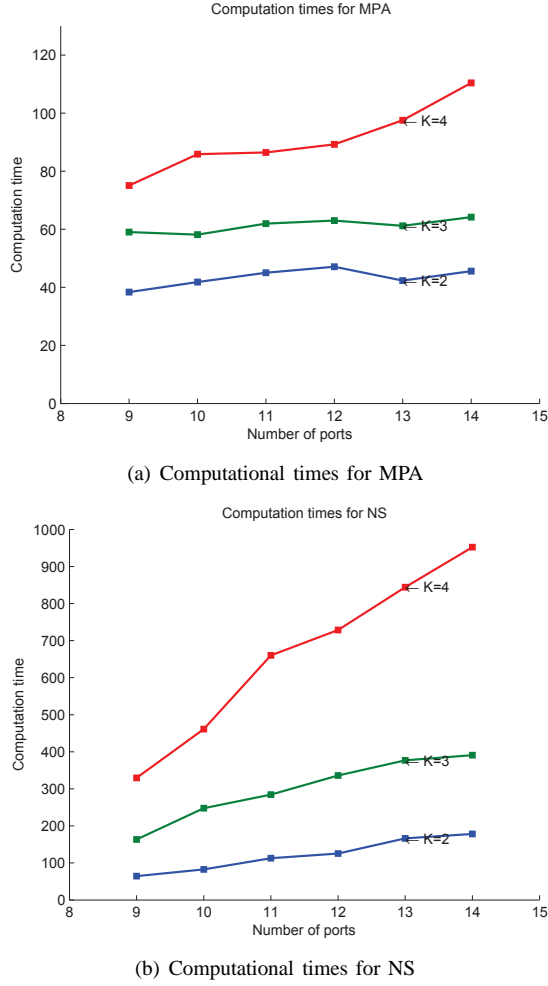 Computation times for MPA
120
100
80
60
40
20
0
Computation time
← K=4
← K=3
← K=2
8 9 10 11 12 13 14 15
Number of ports
(a) Computational times for MPA
Computation times for NS
1000
900
800
700
600
500
400
300
200
100
0
Computation time
← K=4
← K=3
← K=2
8 9 10 11 12 13 14 15
Number of ports
(b) Computational times for NS